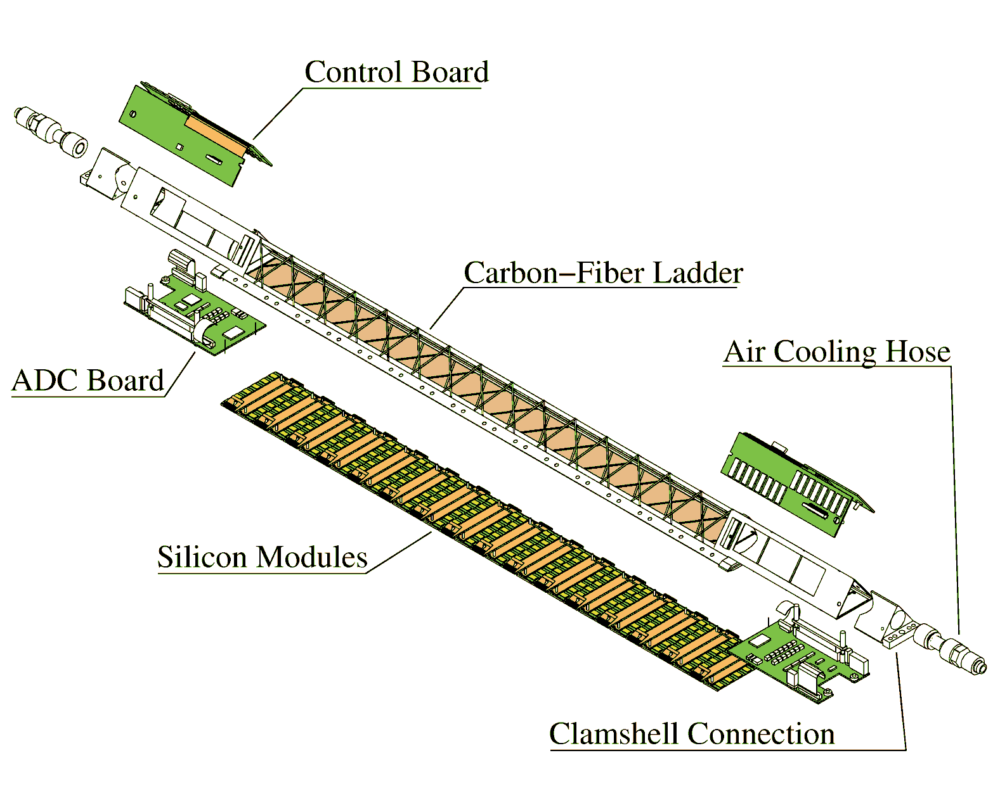 Control Board
Carbon−Fiber Ladder
Air Cooling Hose
ADC Board
Silicon Modules
Clamshell Connection